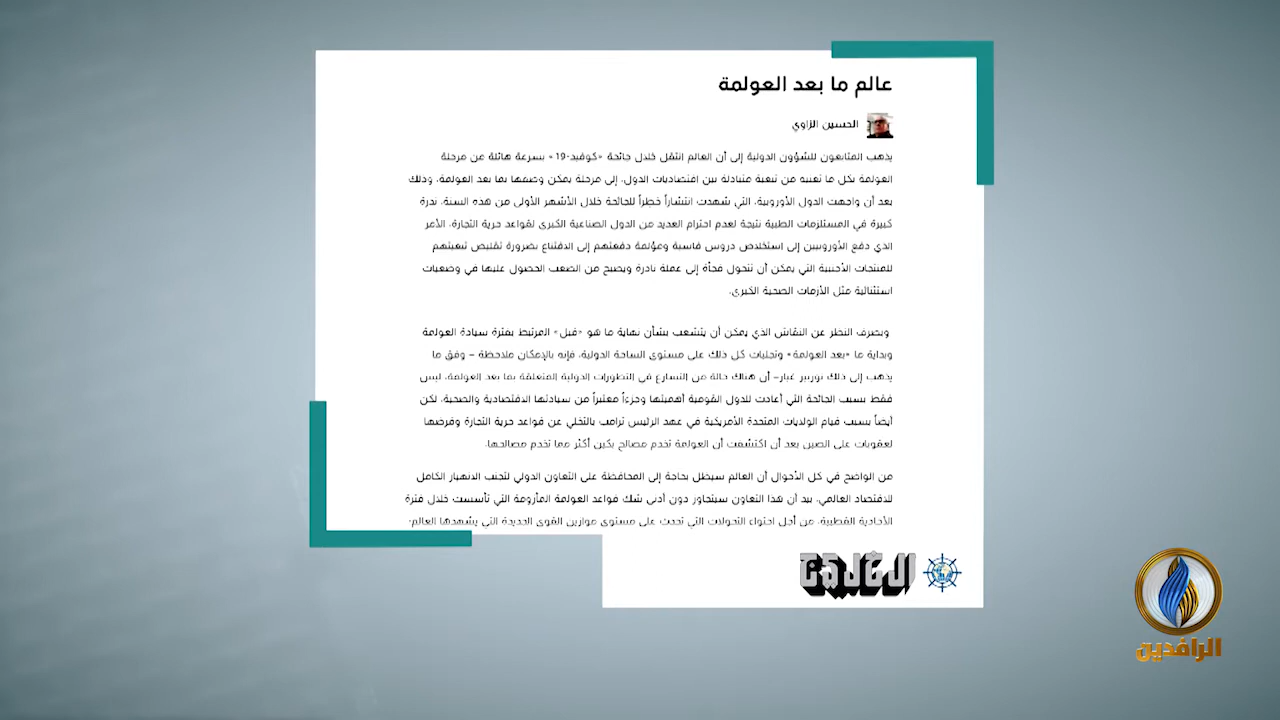 عالم ما بعد العولمة
الحسين الزاوي
يذهب المتابعون للشؤون الدولية إلى أن العالم انتقل خلال جائحة «كوفيد-19» بسرعة هائلة من مرحلة
العولمة بكل ما تعنيه من تبعية متبادلة بين اقتصاديات الدول، إلى مرحلة يمكن وصفها بما بعد العولمة، وذلك
بعد أن واجهت الدول الأوروبية، التي شهدت انتشاراً خطِراً للجائحة خلال الأشهر الأولى من هذه السنة، ندرة
كبيرة في المستلزمات الطبية نتيجة لعدم احترام العديد من الدول الصناعية الكبرى لقواعد حرية التجارة، الأمر
الذي دفع الأوروبيين إلى استخلاص دروس قاسية ومؤلمة دفعتهم إلى الاقتناع بضرورة تقليص تبعيتهم
للمنتجات الأجنبية التي يمكن أن تتحول فجأة إلى عملة نادرة ويصبح من الصعب الحصول عليها في وضعيات
استثنائية مثل الأزمات الصحية الكبرى.
وبصرف النظر عن النقاش الذي يمكن أن يتشعب بشأن نهاية ما هو «قبل» المرتبط بفترة سيادة العولمة
وبداية ما «بعد العولمة» وتجليات كل ذلك على مستوى الساحة الدولية، فإنه بالإمكان ملاحظة – وفق ما
يذهب إلى ذلك نوربير غيار– أن هناك حالة من التسارع في التطورات الدولية المتعلقة بما بعد العولمة، ليس
فقط بسبب الجائحة التي أعادت للدول القومية أهميتها وجزءاً معتبراً من سيادتها الاقتصادية والصحية، لكن
أيضاً بسبب قيام الولايات المتحدة الأمريكية في عهد الرئيس ترامب بالتخلي عن قواعد حرية التجارة وفرضها
لعقوبات على الصين بعد أن اكتشفت أن العولمة تخدم مصالح بكين أكثر مما تخدم مصالحها.
من الواضح في كل الأحوال أن العالم سيظل بحاجة إلى المحافظة على التعاون الدولي لتجنب الانهيار الكامل
للاقتصاد العالمي، بيد أن هذا التعاون سيتجاوز دون أدنى شك قواعد العولمة المأزومة التي تأسست خلال فترة
الأحادية القطبية، من أجل احتواء التحولات التي تحدث على مستوى موازين القوى الجديدة التي يشهدها العالم.
الرافدين